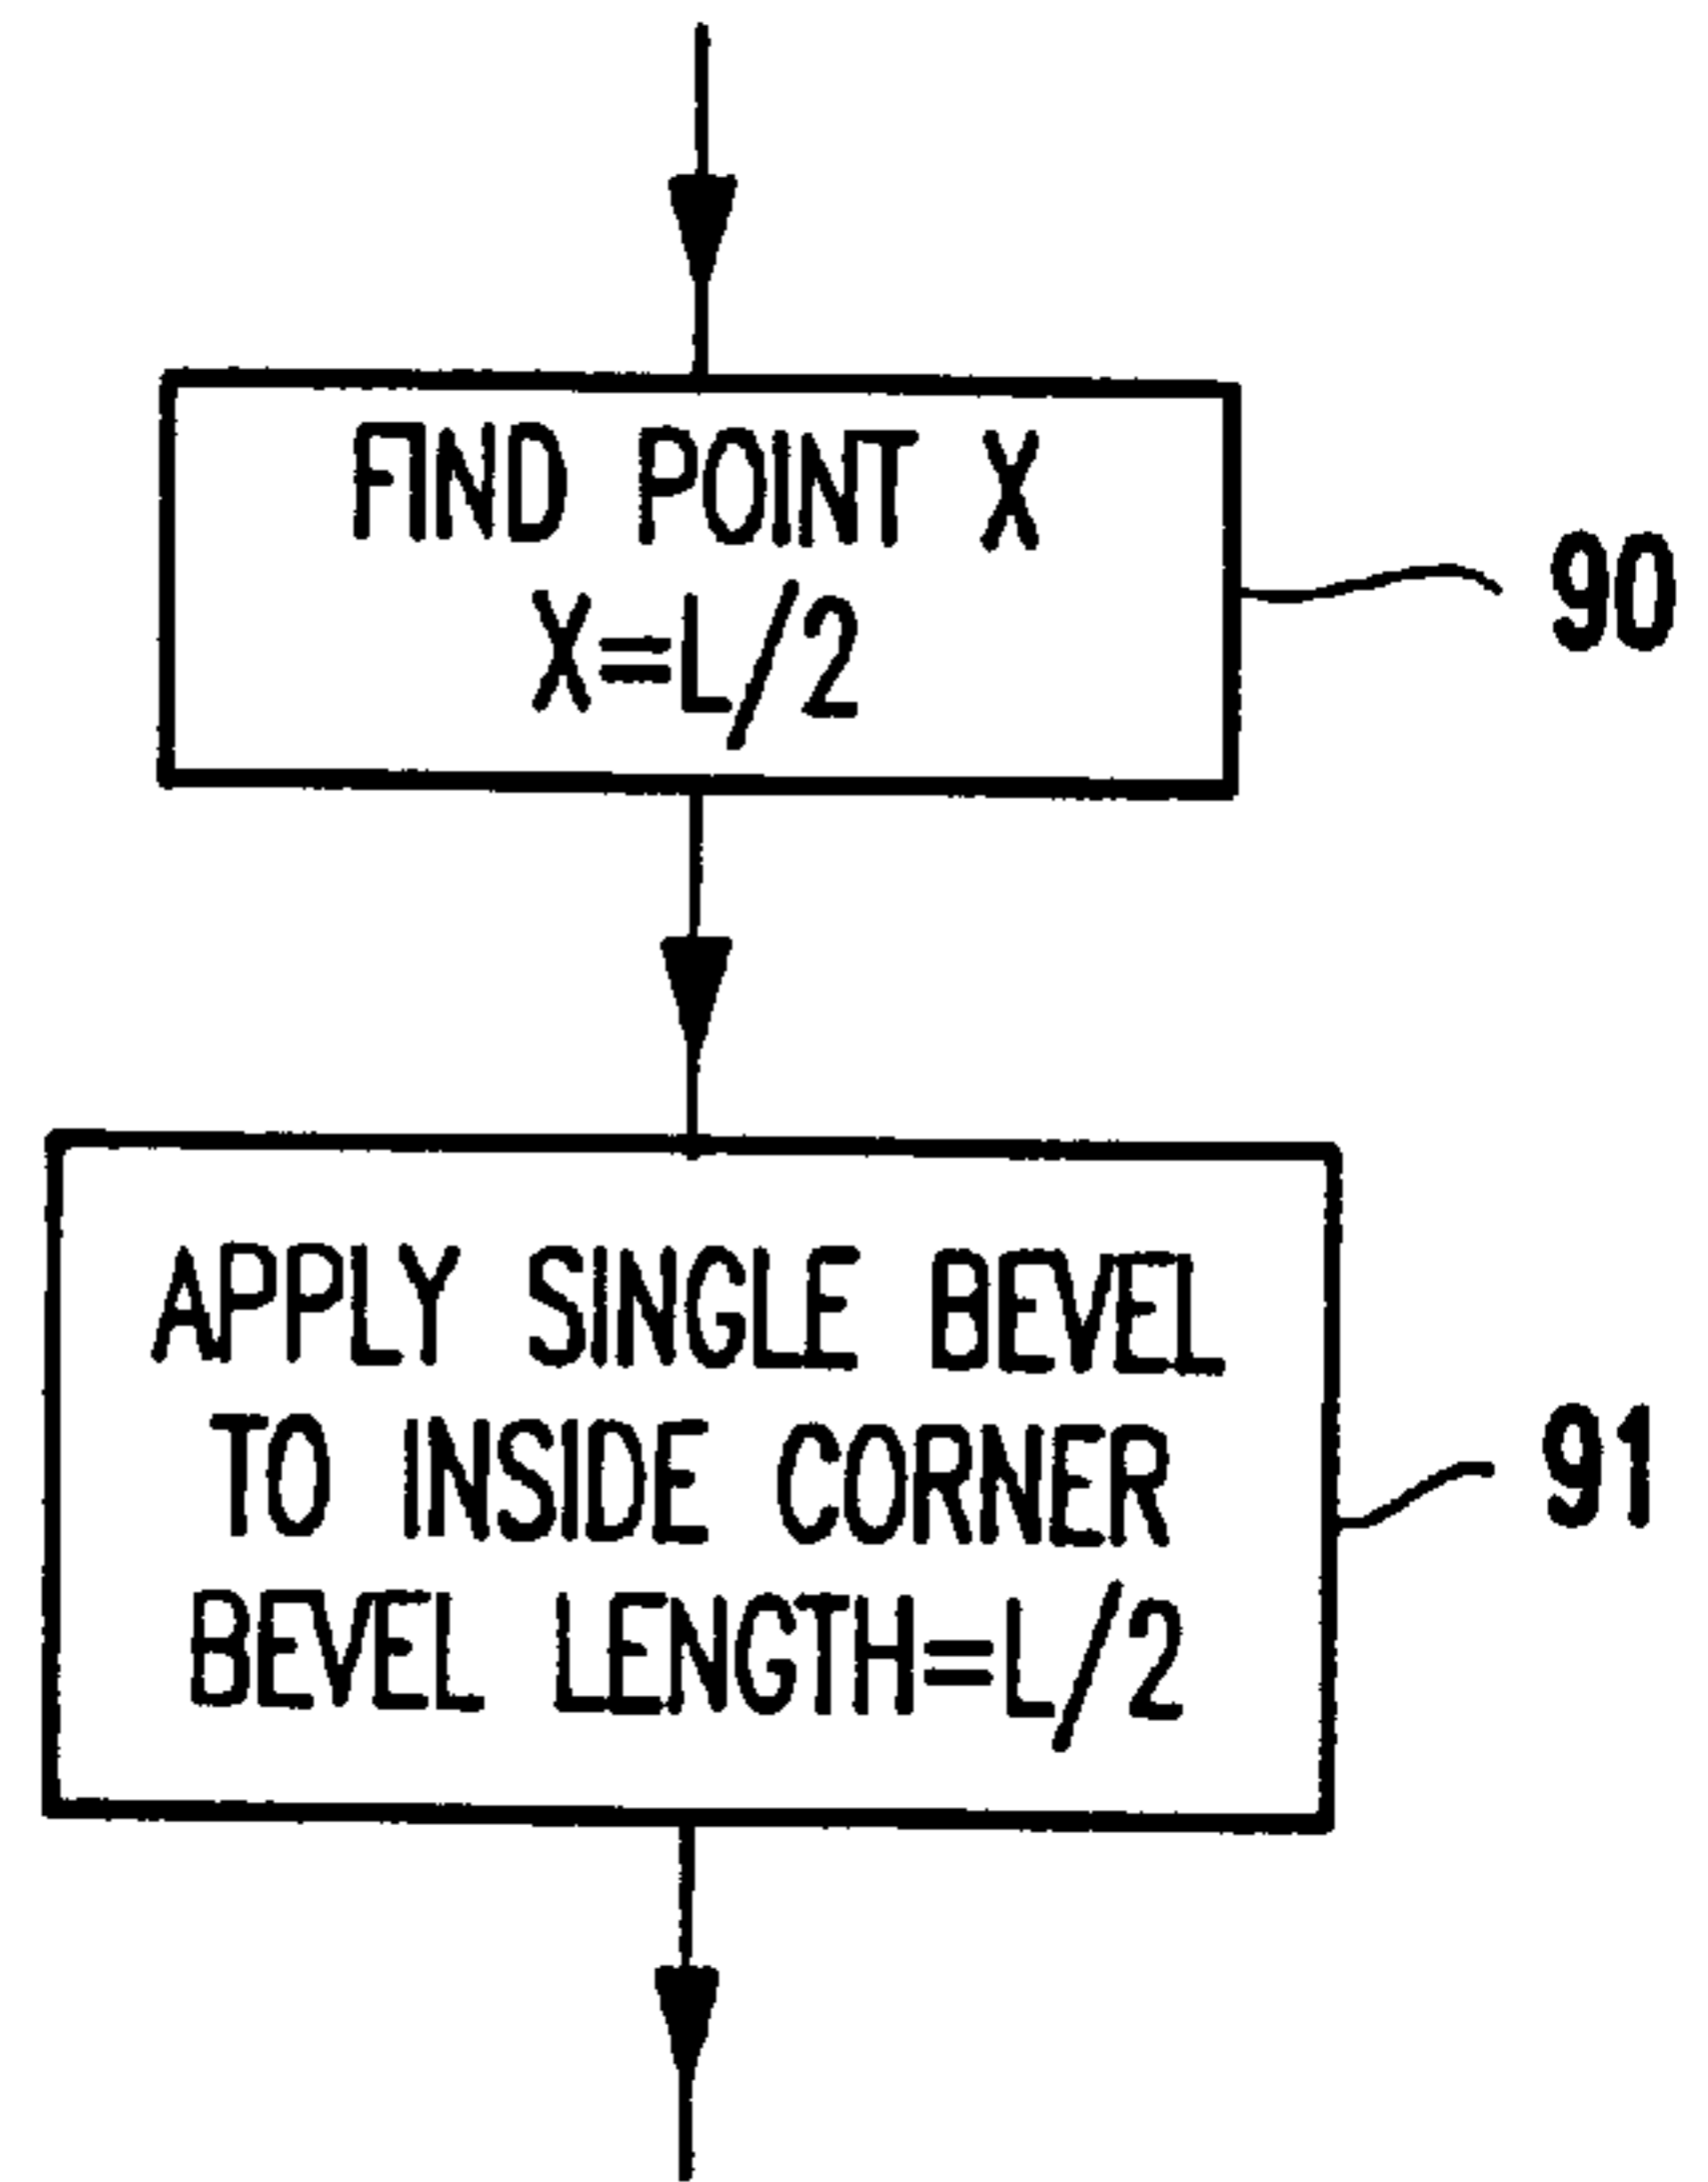 FIND POINT X
X=L/2
90
APPLY SINGLE BEVEL
TO INSIDE CORNER
BEVEL LENGTH=L/2
91